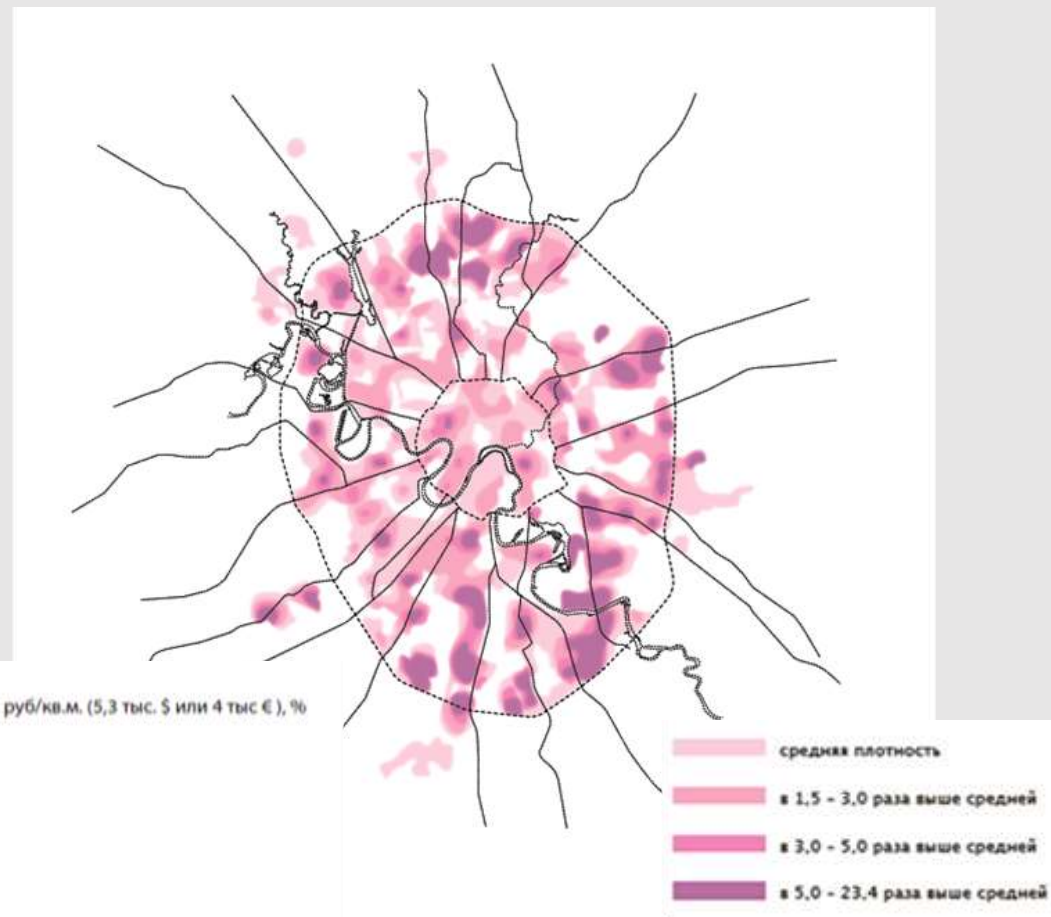 руб/кв.м. (5,3 тыс. $ или 4 тыс € ), %
средняя плотность
в 1,5 - 3,0 раза выше средней
в 3,0 - 5,0 раза выше средней
в 5,0 - 23,4 раза выше средней